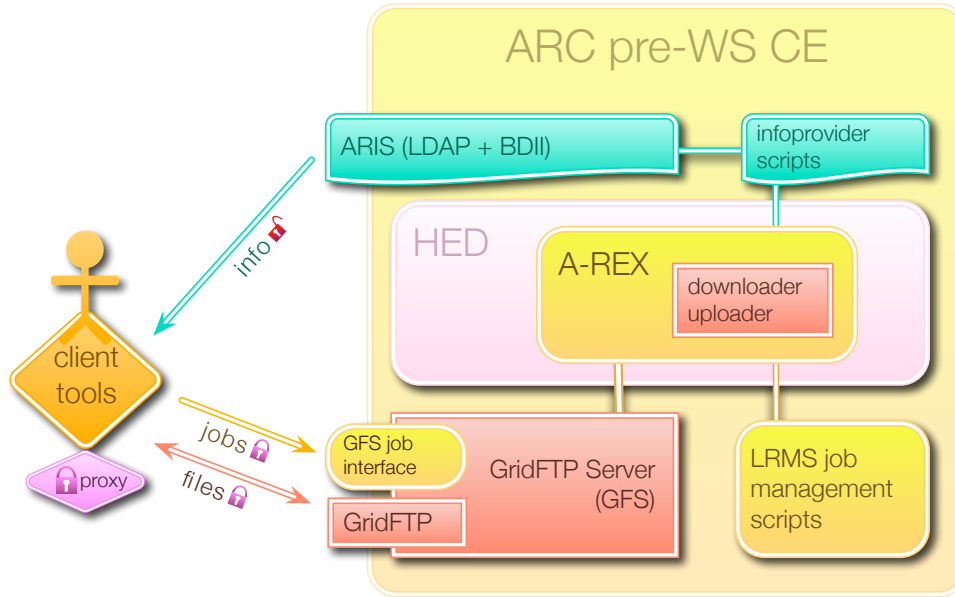 ARC pre-WS CE
ARIS (LDAP + BDII)
infoprovider
scripts
info
HED
A-REX
downloader
uploader
client
tools
proxy
jobs
files
GFS job
interface
GridFTP
GridFTP Server
(GFS)
LRMS job
management
scripts